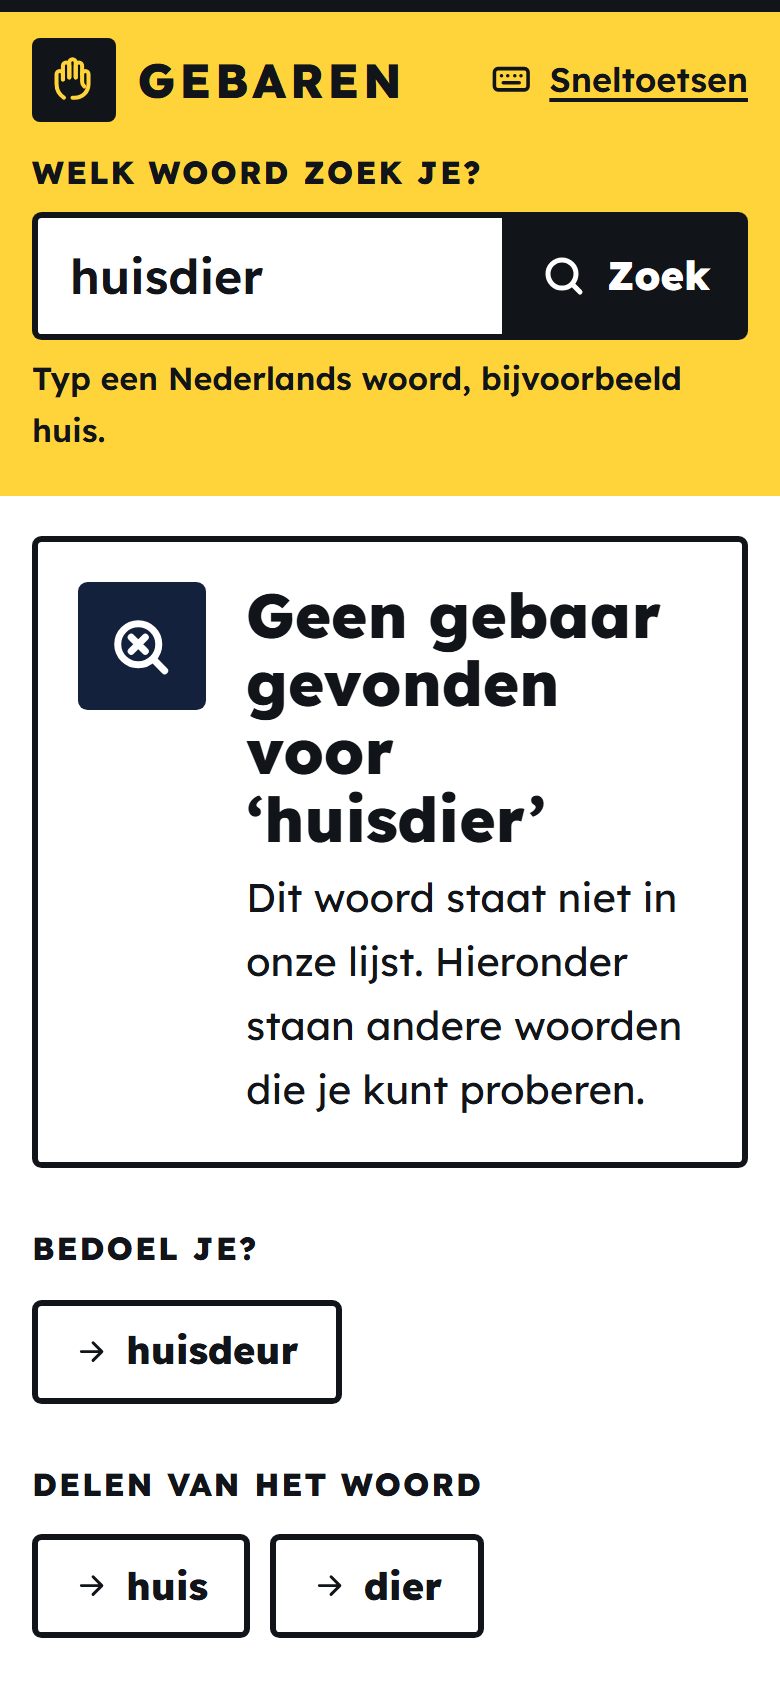 GEBAREN
Sneltoetsen
WELK WOORD ZOEK JE?
huisdier
Zoek
Typ een Nederlands woord, bijvoorbeeld
huis.
Geen gebaar
gevonden
voor
‘huisdier’
Dit woord staat niet in
onze lijst. Hieronder
staan andere woorden
die je kunt proberen.
BEDOEL JE?
→ huisdeur
DELEN VAN HET WOORD
→ huis
→ dier